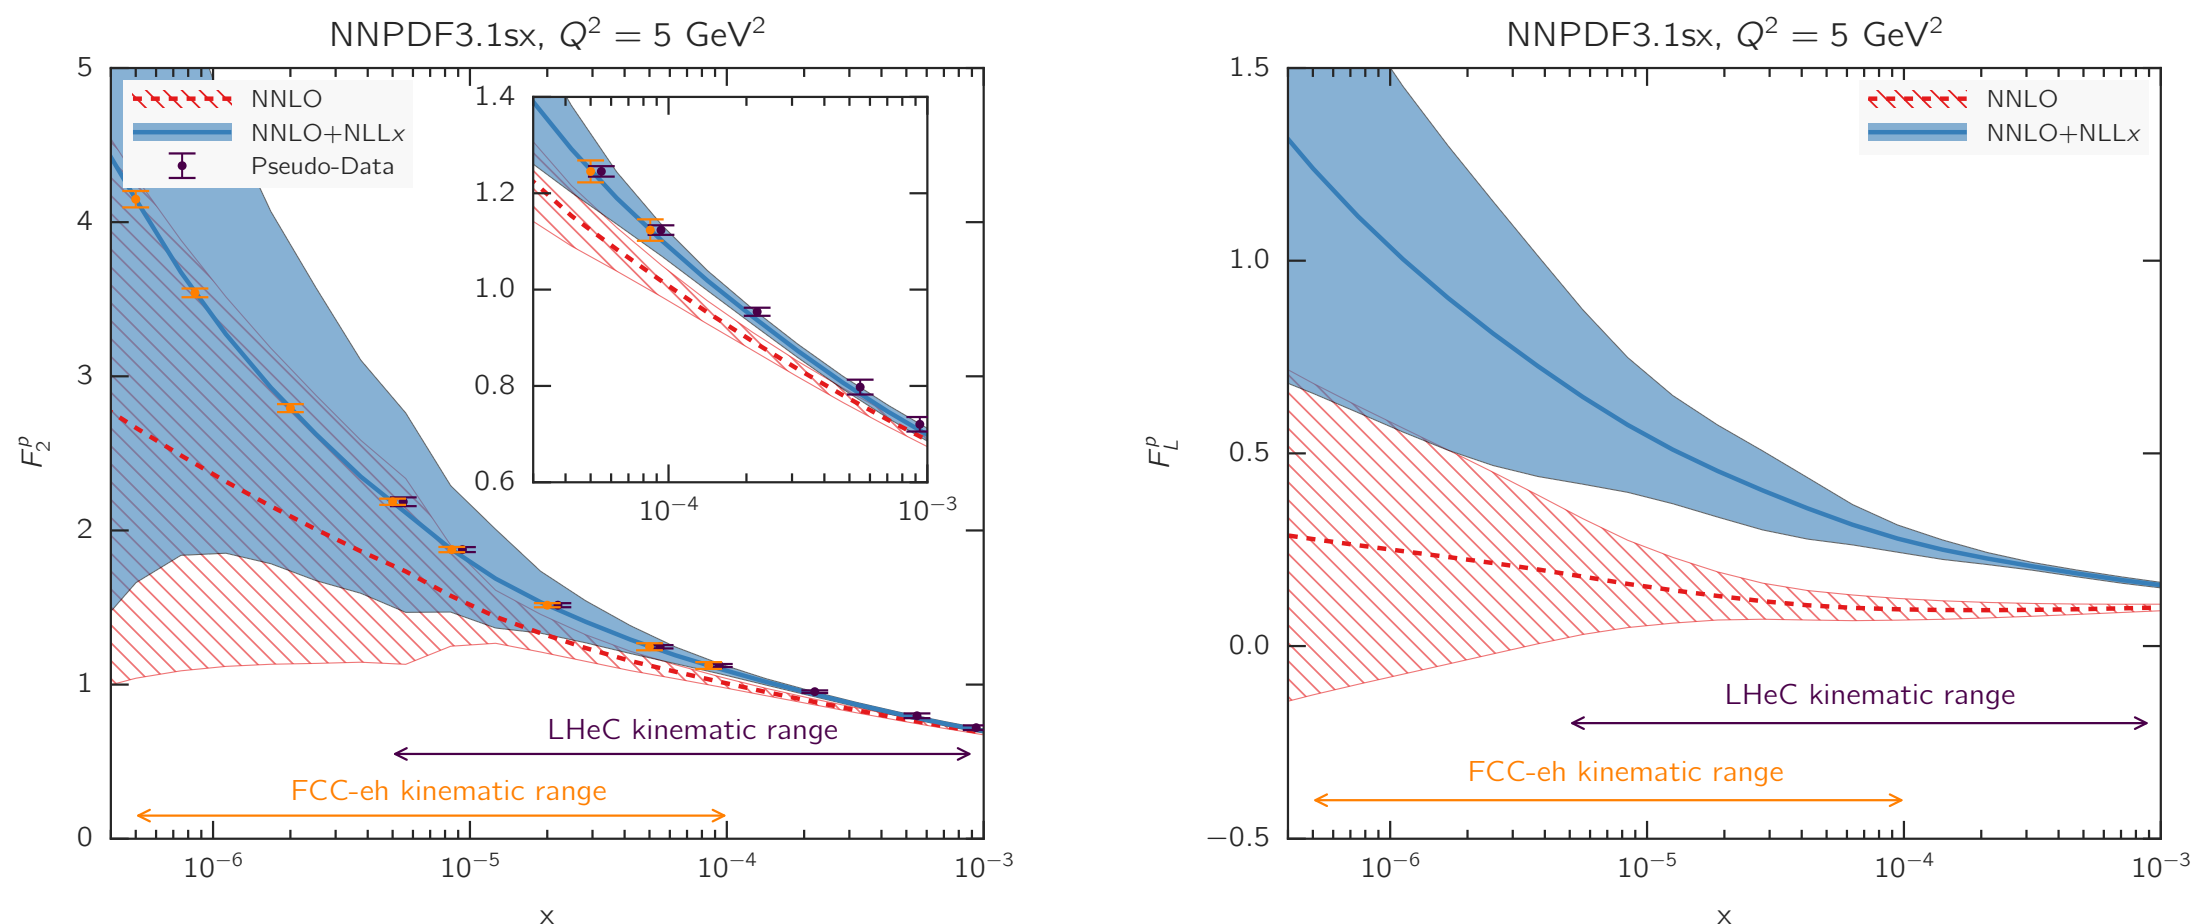 NNPDF3.1sx, Q² = 5 GeV²
5
4
3
2
1
0
F₂ᵖ
NNLO
NNLO+NLLx
Pseudo-Data
1.4
1.2
1.0
0.8
0.6
10⁻⁴ 10⁻³
LHeC kinematic range
FCC-eh kinematic range
10⁻⁶ 10⁻⁵ 10⁻⁴ 10⁻³
x
NNPDF3.1sx, Q² = 5 GeV²
1.5
1.0
0.5
0.0
−0.5
F_Lᵖ
NNLO
NNLO+NLLx
LHeC kinematic range
FCC-eh kinematic range
10⁻⁶ 10⁻⁵ 10⁻⁴ 10⁻³
x